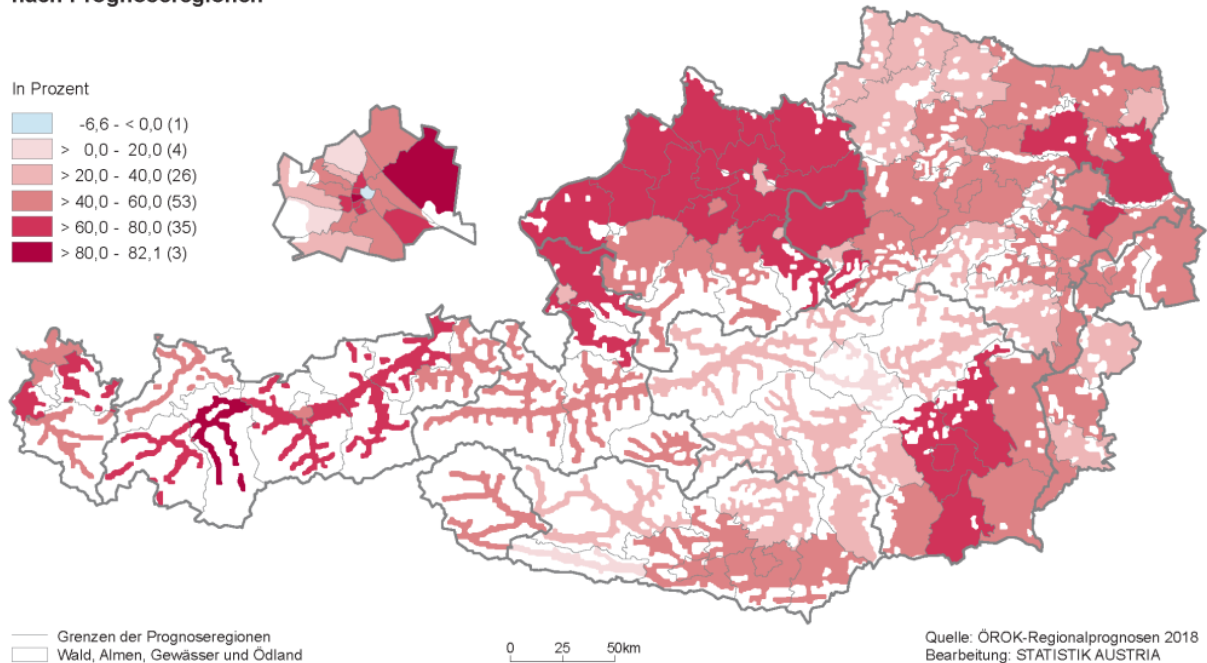 nach Prognoseregionen
In Prozent
-6,6 - < 0,0 (1)
> 0,0 - 20,0 (4)
> 20,0 - 40,0 (26)
> 40,0 - 60,0 (53)
> 60,0 - 80,0 (35)
> 80,0 - 82,1 (3)
Grenzen der Prognoseregionen
Wald, Almen, Gewässer und Ödland
0 25 50km
Quelle: ÖROK-Regionalprognosen 2018
Bearbeitung: STATISTIK AUSTRIA